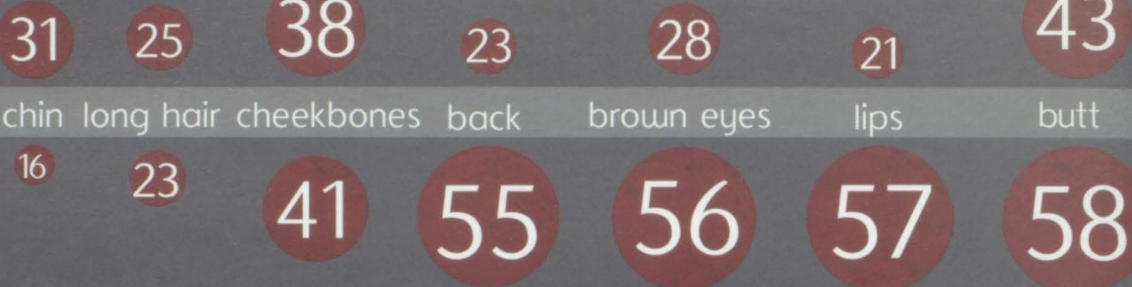 31 25 38 23 28 21 43
chin long hair cheekbones back brown eyes lips butt
16 23 41 55 56 57 58